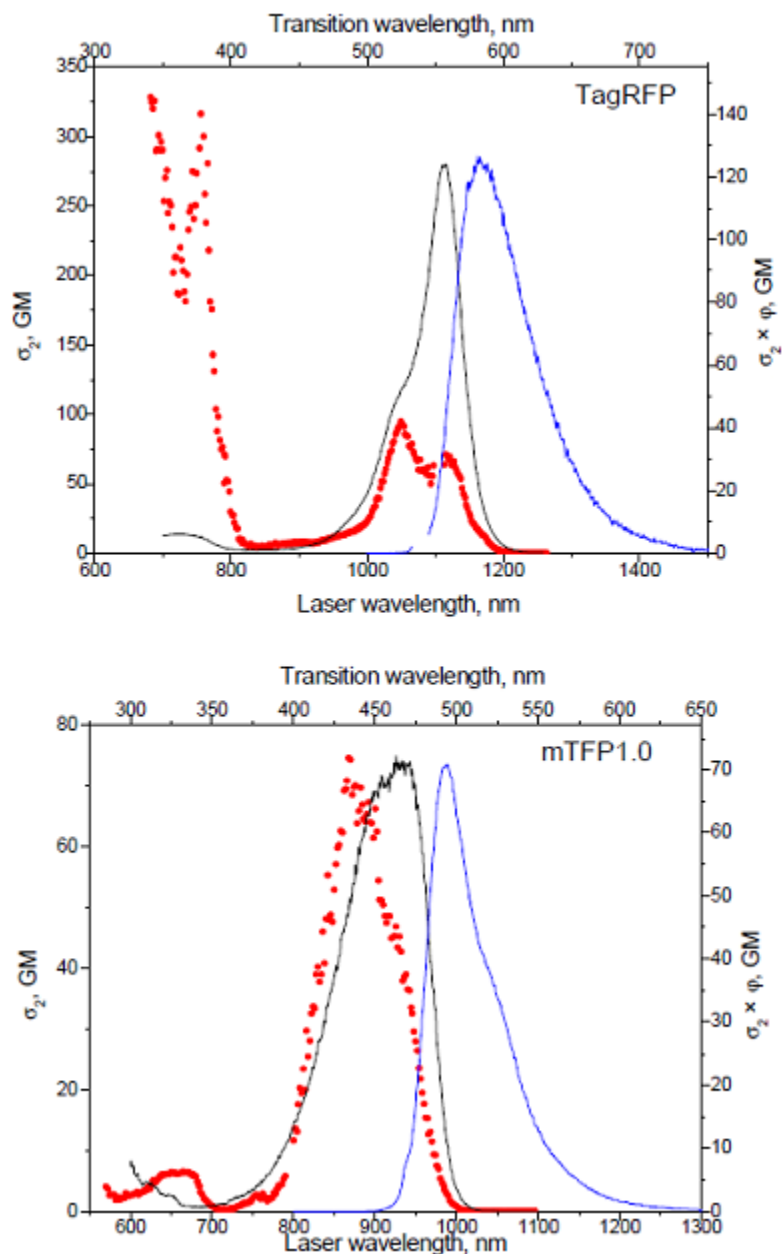 Transition wavelength, nm
300 400 500 600 700
350
300
250
200
150
100
50
0
σ₂, GM
TagRFP
140
120
100
80
60
40
20
0
σ₂ × φ, GM
600 800 1000 1200 1400
Laser wavelength, nm
Transition wavelength, nm
300 350 400 450 500 550 600 650
80
60
40
20
0
σ₂, GM
mTFP1.0
70
60
50
40
30
20
10
0
σ₂ × φ, GM
600 700 800 900 1000 1100 1200 1300
Laser wavelength, nm